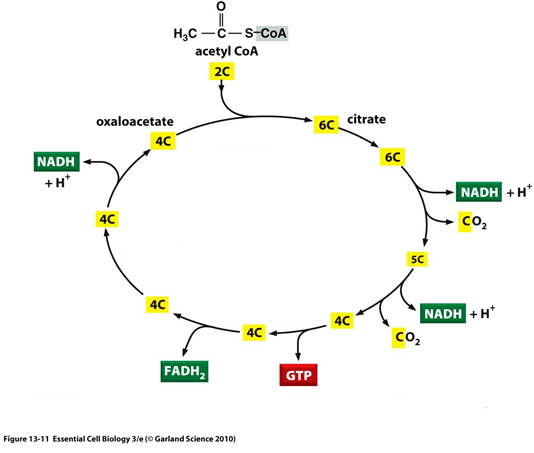 O
H₃C — C — S–CoA
acetyl CoA
2C
oxaloacetate
4C
6C
citrate
6C
NADH + H⁺
4C
NADH + H⁺
CO₂
5C
4C
4C
4C
NADH + H⁺
CO₂
FADH₂
GTP
Figure 13-11 Essential Cell Biology 3/e (© Garland Science 2010)